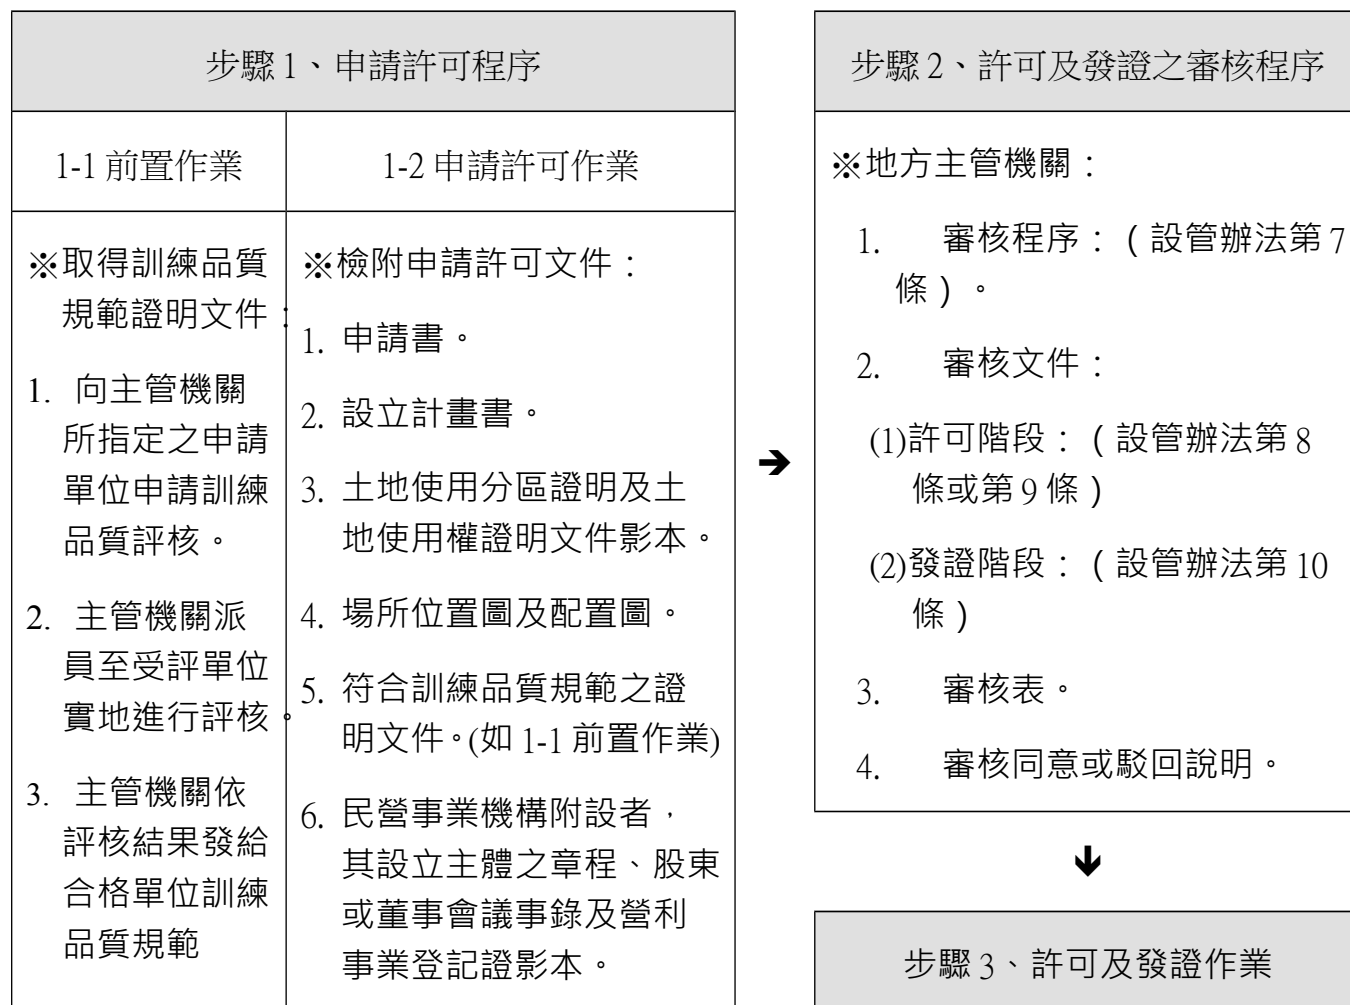 步驟 1、申請許可程序
1-1 前置作業
1-2 申請許可作業
※取得訓練品質
規範證明文件：
1. 向主管機關
所指定之申請
單位申請訓練
品質評核。
2. 主管機關派
員至受評單位
實地進行評核。
3. 主管機關依
評核結果發給
合格單位訓練
品質規範
※檢附申請許可文件：
1. 申請書。
2. 設立計畫書。
3. 土地使用分區證明及土
地使用權證明文件影本。
4. 場所位置圖及配置圖。
5. 符合訓練品質規範之證
明文件。(如 1-1 前置作業)
6. 民營事業機構附設者，
其設立主體之章程、股東
或董事會議事錄及營利
事業登記證影本。
步驟 2、許可及發證之審核程序
※地方主管機關：
1. 審核程序：（設管辦法第 7
條）。
2. 審核文件：
(1)許可階段：（設管辦法第 8
條或第 9 條）
(2)發證階段：（設管辦法第 10
條）
3. 審核表。
4. 審核同意或駁回說明。
步驟 3、許可及發證作業